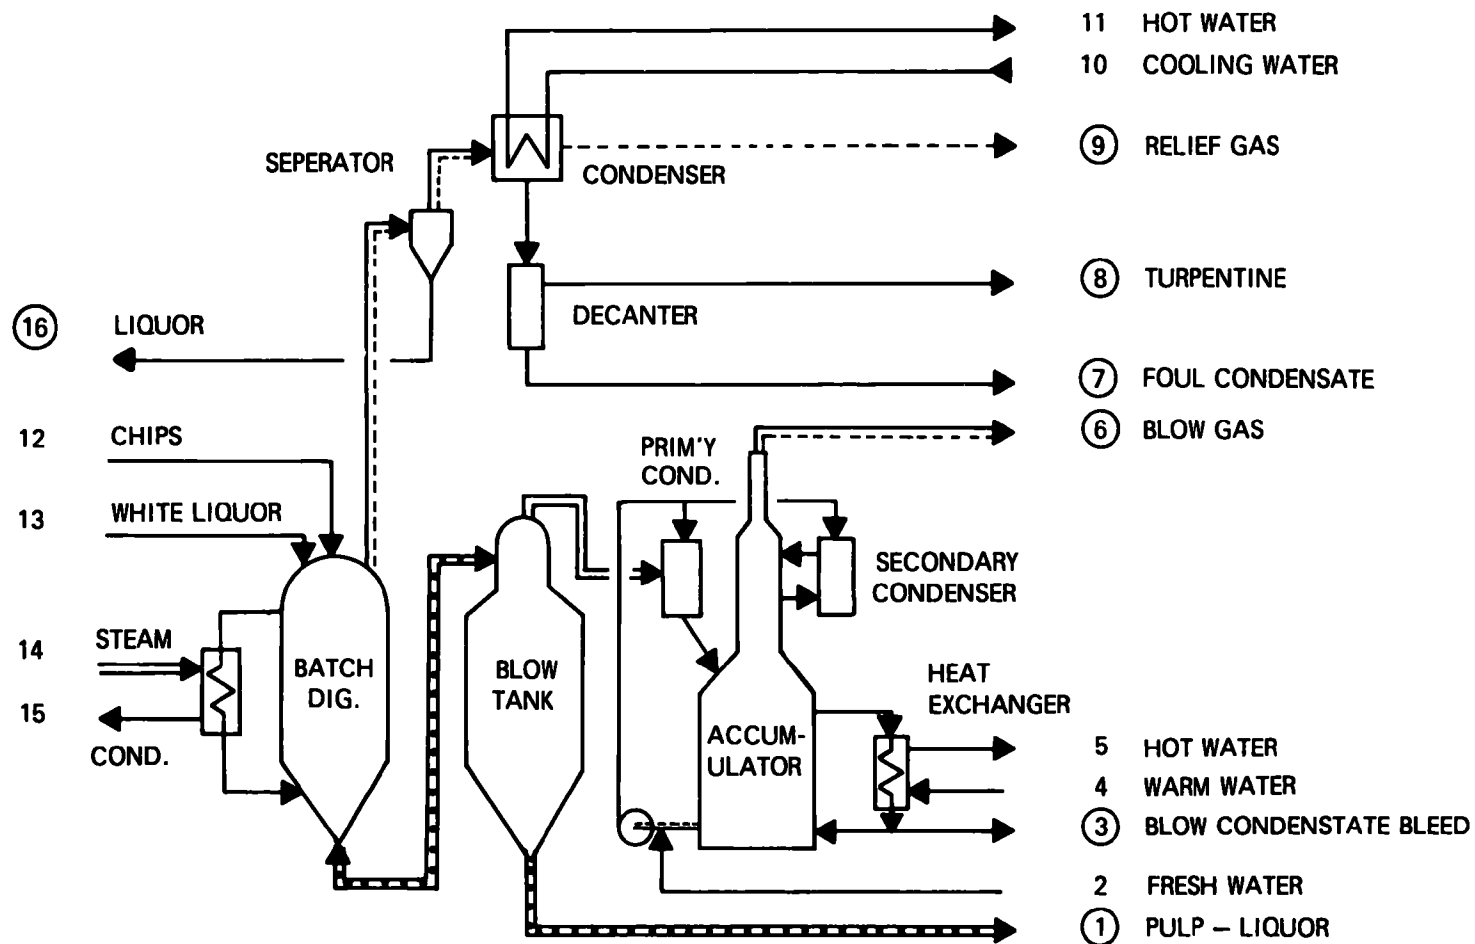 11 HOT WATER
10 COOLING WATER
SEPERATOR
CONDENSER
9 RELIEF GAS
8 TURPENTINE
DECANTER
16 LIQUOR
7 FOUL CONDENSATE
12 CHIPS
6 BLOW GAS
PRIM'Y
COND.
13 WHITE LIQUOR
SECONDARY
CONDENSER
14 STEAM
BATCH
DIG.
BLOW
TANK
HEAT
EXCHANGER
15
COND.
ACCUM-
ULATOR
5 HOT WATER
4 WARM WATER
3 BLOW CONDENSTATE BLEED
2 FRESH WATER
1 PULP – LIQUOR